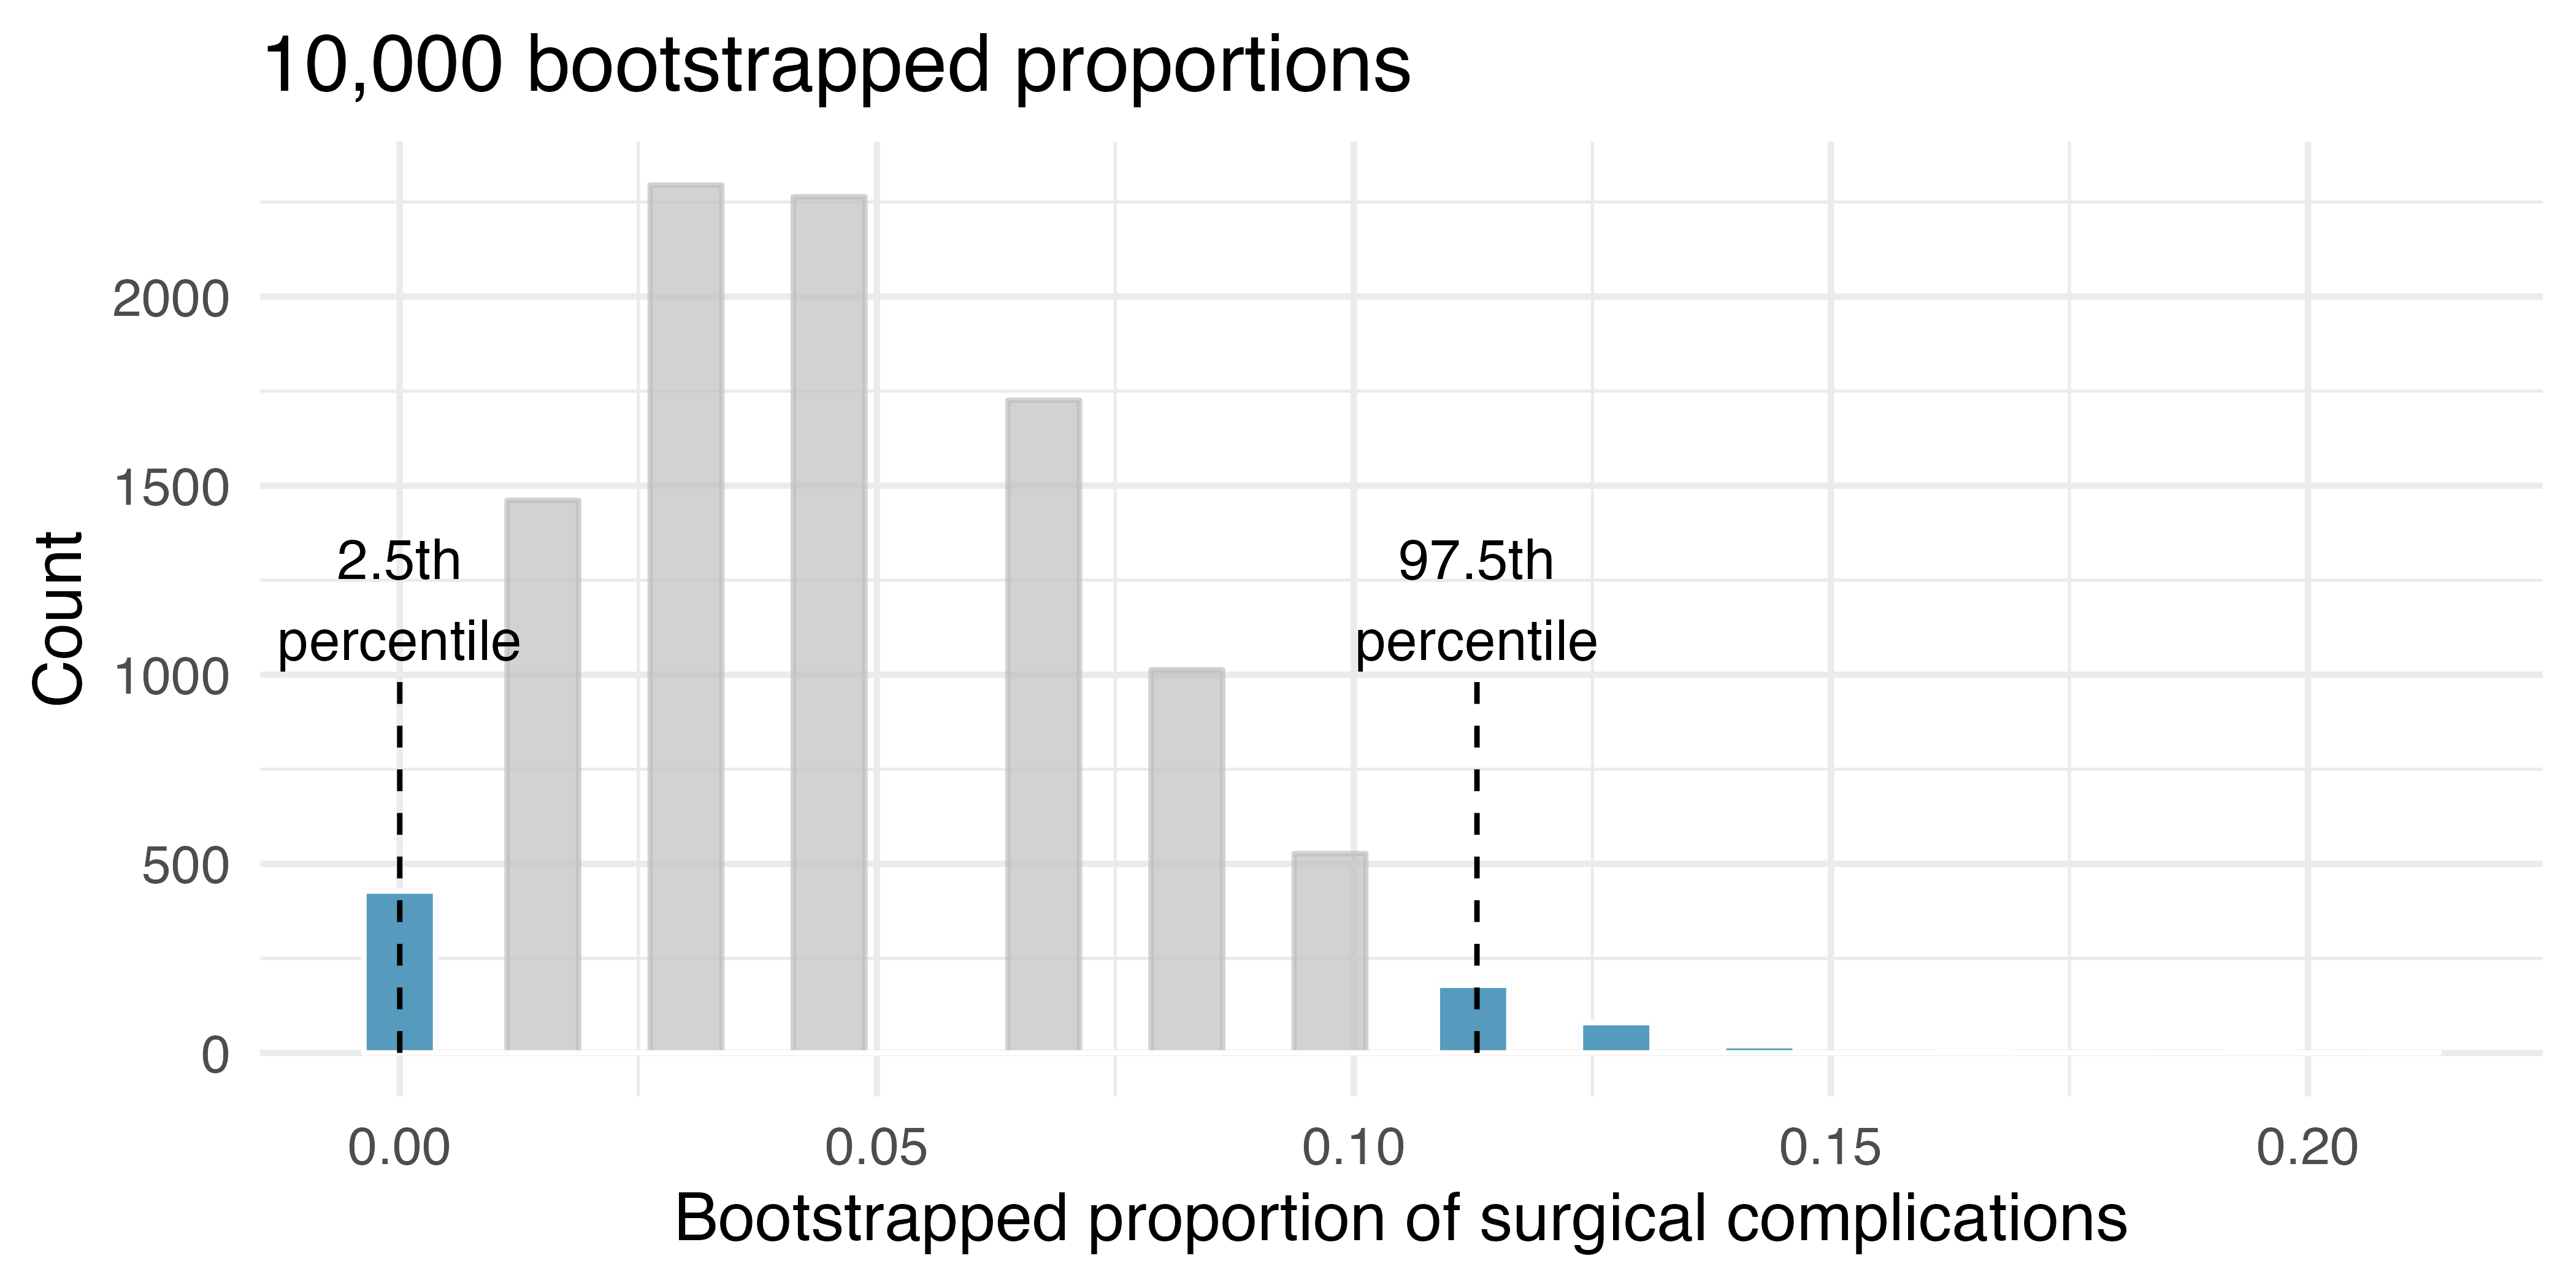 10,000 bootstrapped proportions
Count
2000
1500
1000
500
0
2.5th
percentile
97.5th
percentile
0.00
0.05
0.10
0.15
0.20
Bootstrapped proportion of surgical complications